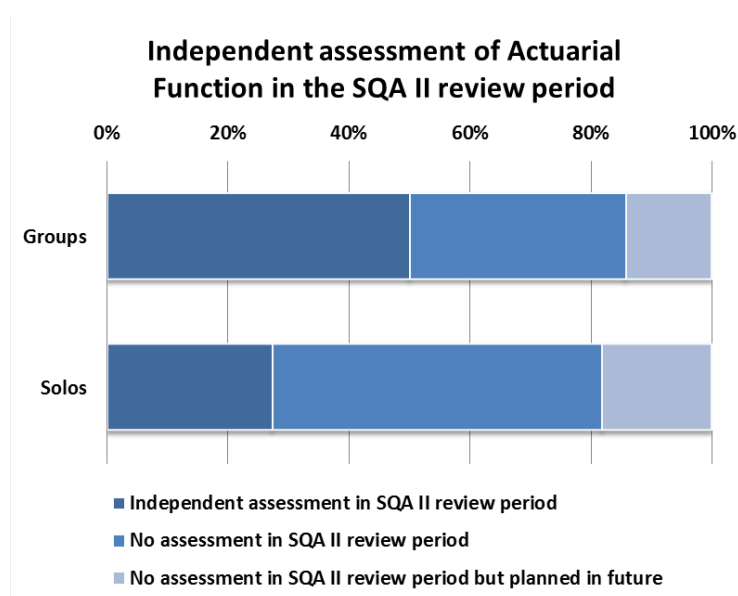 Independent assessment of Actuarial
Function in the SQA II review period
0% 20% 40% 60% 80% 100%
Groups
Solos
Independent assessment in SQA II review period
No assessment in SQA II review period
No assessment in SQA II review period but planned in future